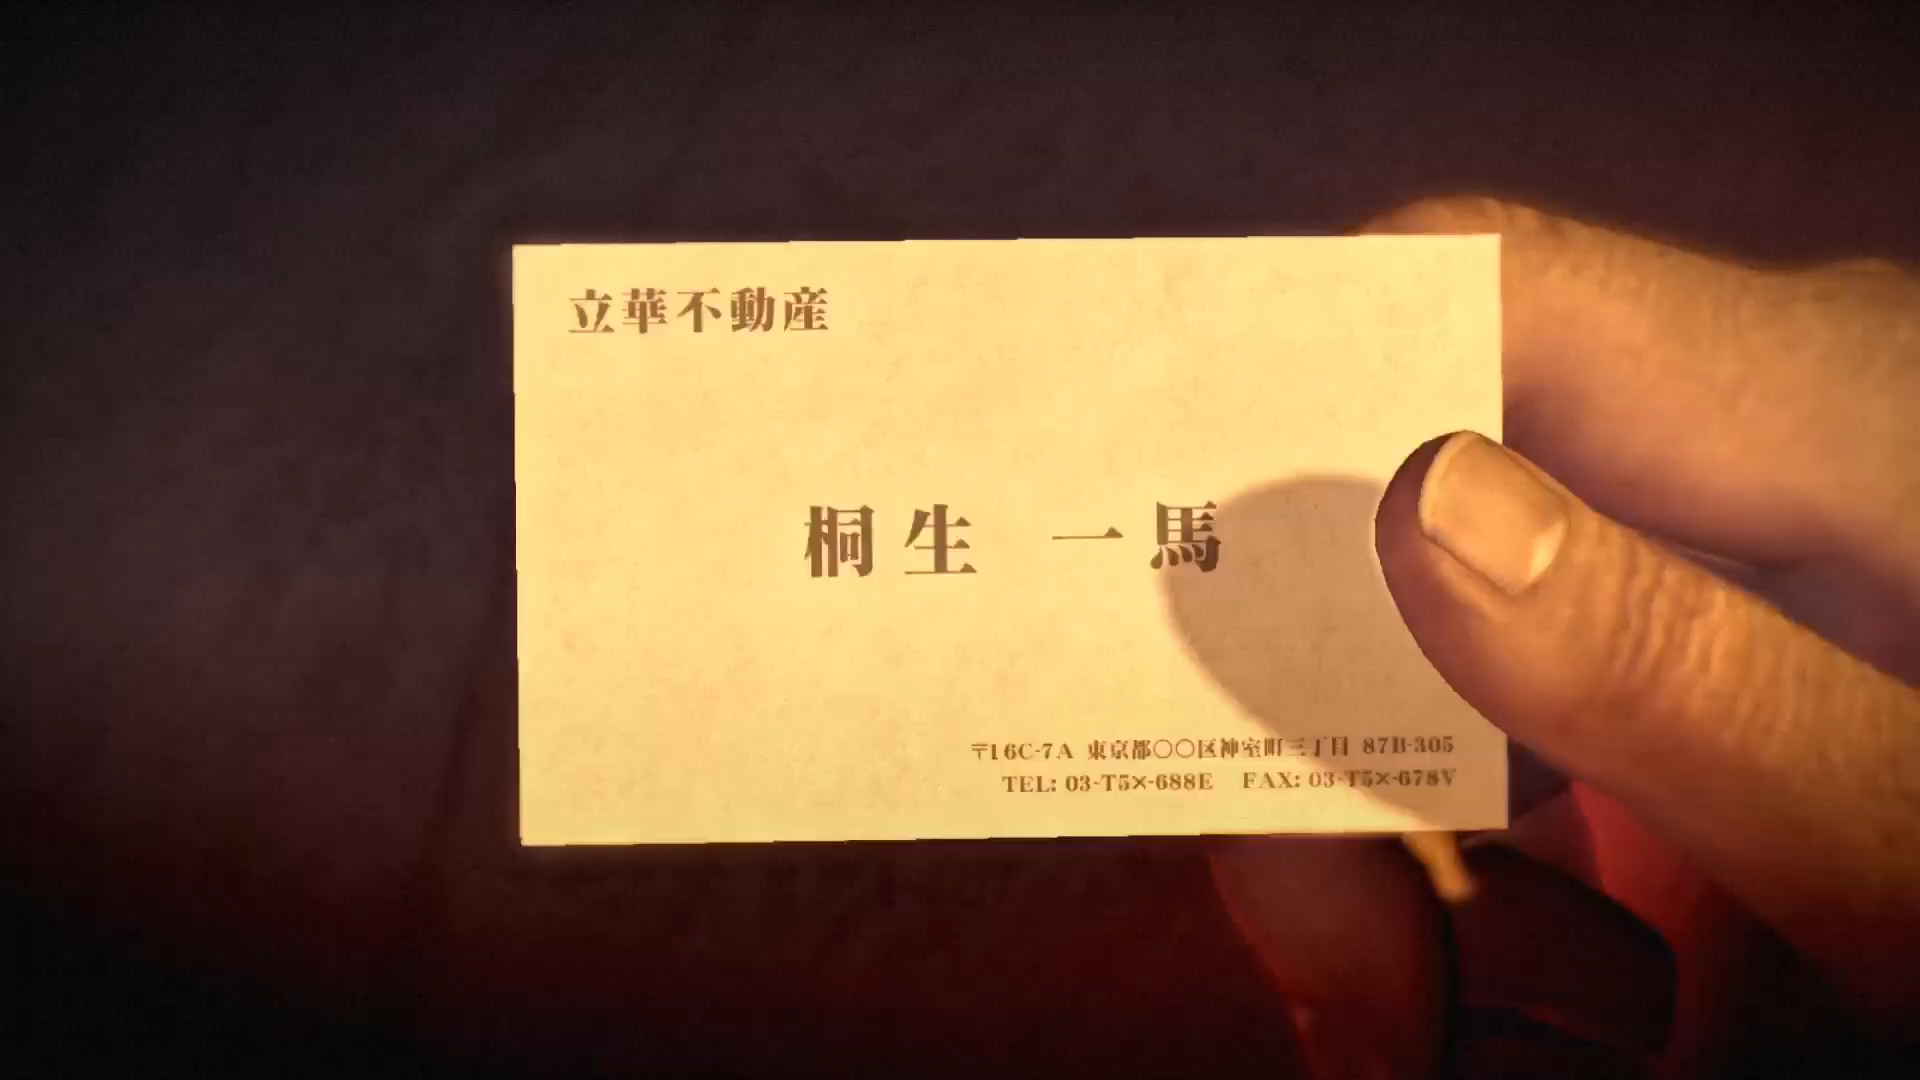 立華不動産
桐生 一馬
〒16C-7A 東京都〇〇区神室町三丁目 87B-305
TEL: 03-T5×-688E FAX: 03-T5×-678V